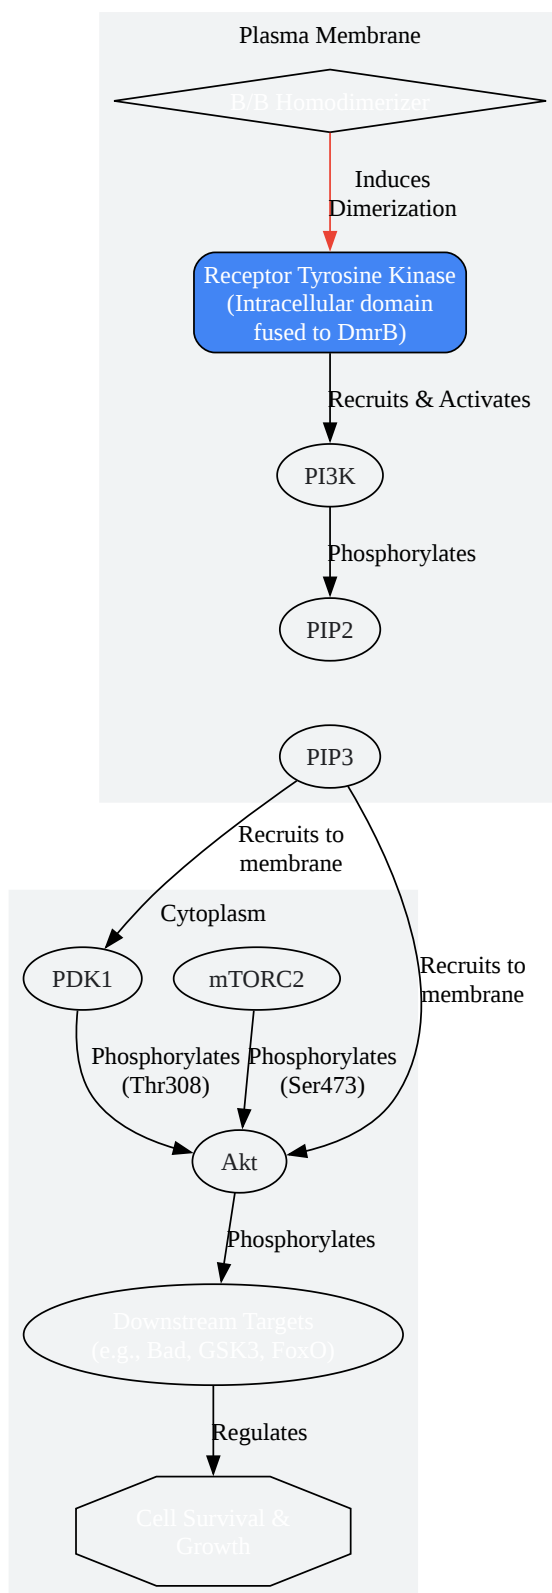 Plasma Membrane
B/B Homodimerizer
Induces
Dimerization
Receptor Tyrosine Kinase
(Intracellular domain
fused to DmrB)
Recruits & Activates
PI3K
Phosphorylates
PIP2
PIP3
Recruits to
membrane
Cytoplasm
Recruits to
membrane
PDK1
mTORC2
Phosphorylates
(Thr308)
Phosphorylates
(Ser473)
Akt
Phosphorylates
Downstream Targets
(e.g., Bad, GSK3, FoxO)
Regulates
Cell Survival &
Growth